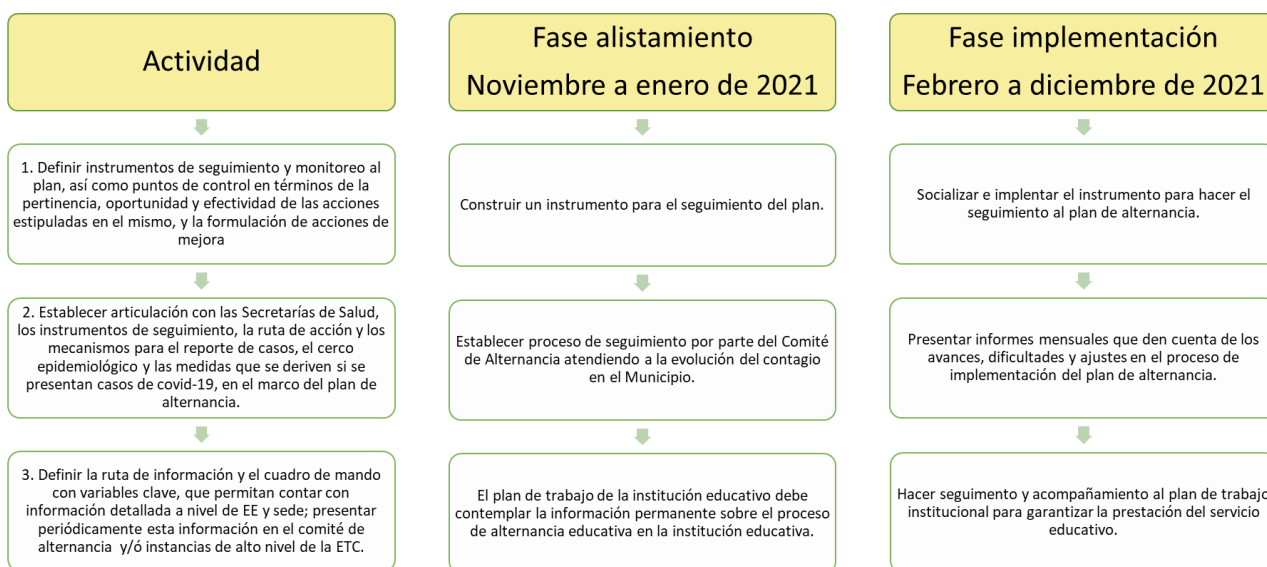 Actividad
1. Definir instrumentos de seguimiento y monitoreo al
plan, así como puntos de control en términos de la
pertinencia, oportunidad y efectividad de las acciones
estipuladas en el mismo, y la formulación de acciones de
mejora
2. Establecer articulación con las Secretarías de Salud,
los instrumentos de seguimiento, la ruta de acción y los
mecanismos para el reporte de casos, el cerco
epidemiológico y las medidas que se deriven si se
presentan casos de covid-19, en el marco del plan de
alternancia.
3. Definir la ruta de información y el cuadro de mando
con variables clave, que permitan contar con
información detallada a nivel de EE y sede; presentar
periódicamente esta información en el comité de
alternancia y/ó instancias de alto nivel de la ETC.
Fase alistamiento
Noviembre a enero de 2021
Construir un instrumento para el seguimiento del plan.
Establecer proceso de seguimiento por parte del Comité
de Alternancia atendiendo a la evolución del contagio
en el Municipio.
El plan de trabajo de la institución educativo debe
contemplar la información permanente sobre el proceso
de alternancia educativa en la institución educativa.
Fase implementación
Febrero a diciembre de 2021
Socializar e implentar el instrumento para hacer el
seguimiento al plan de alternancia.
Presentar informes mensuales que den cuenta de los
avances, dificultades y ajustes en el proceso de
implementación del plan de alternancia.
Hacer seguimento y acompañamiento al plan de trabajo
institucional para garantizar la prestación del servicio
educativo.